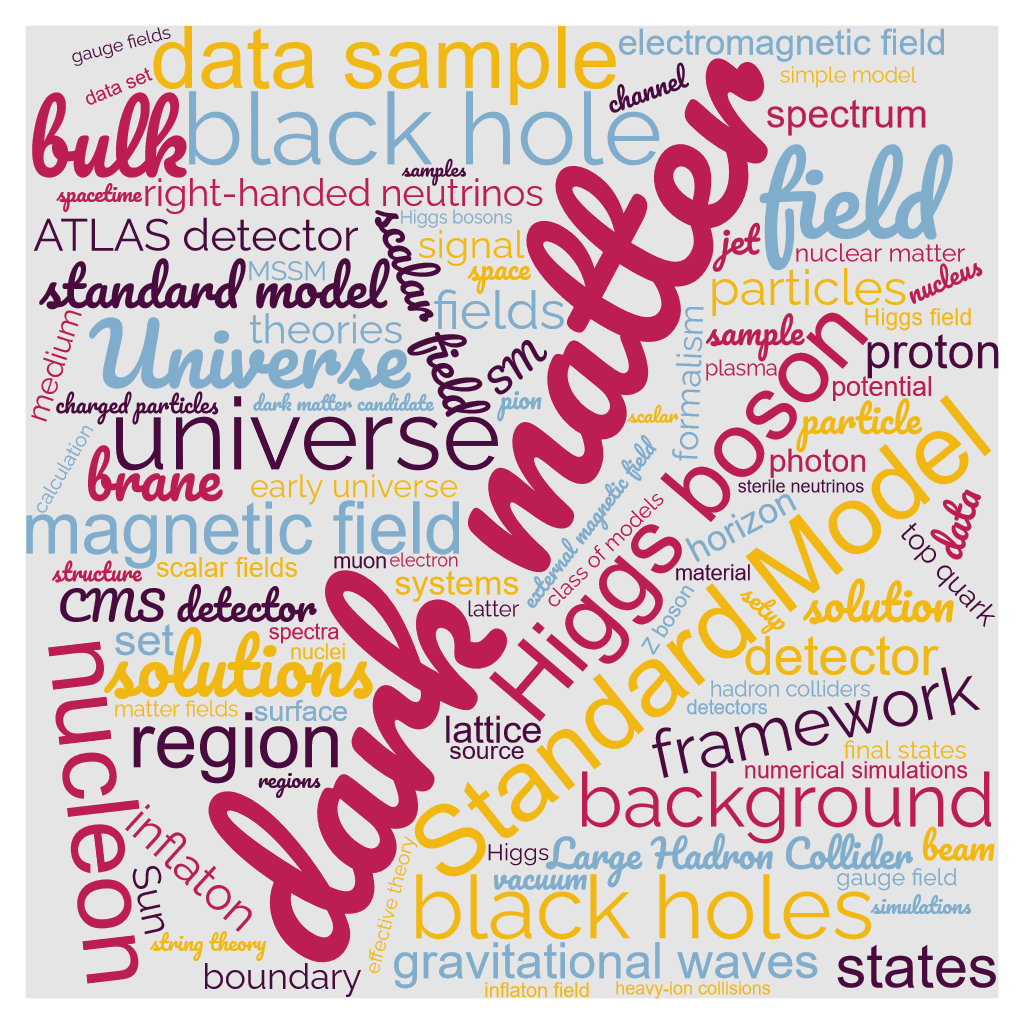 gauge fields
data sample
electromagnetic field
data set
channel
simple model
bulk
black hole
spectrum
samples
spacetime
right-handed neutrinos
dark matter
field
Higgs bosons
ATLAS detector
scalar field
signal
jet
nuclear matter
MSSM
space
nucleus
standard model
particles
fields
theories
Higgs field
medium
Universe
formalism
sample
SM
proton
plasma
potential
charged particles
dark matter candidate
pion
scalar
particle
universe
Higgs boson
calculation
brane
early universe
photon
sterile neutrinos
Standard Model
external magnetic field
class of models
horizon
data
magnetic field
top quark
muon
electron
structure
scalar fields
systems
material
CMS detector
latter
Z boson
setup
solution
set
spectra
nuclei
nucleon
solutions
detector
hadron colliders
matter fields
surface
detectors
region
lattice
source
framework
final states
regions
numerical simulations
background
inflaton
effective theory
Higgs
Large Hadron Collider
beam
Sun
vacuum
gauge field
black holes
simulations
string theory
boundary
gravitational waves
states
inflaton field
heavy-ion collisions